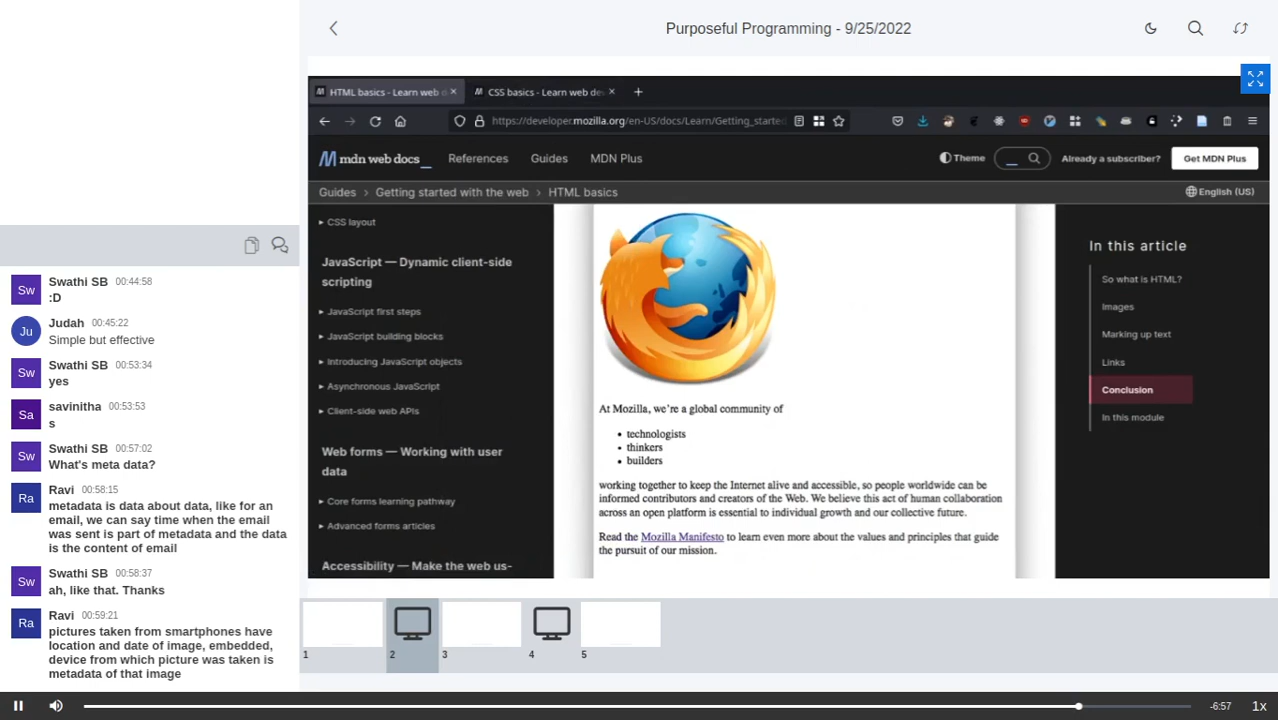 Purposeful Programming - 9/25/2022
HTML basics - Learn web d
CSS basics - Learn web de
https://developer.mozilla.org/en-US/docs/Learn/Getting_starte
mdn web docs_
References
Guides
MDN Plus
Theme
Already a subscriber?
Get MDN Plus
Guides > Getting started with the web > HTML basics
English (US)
CSS layout
JavaScript — Dynamic client-side
scripting
JavaScript first steps
JavaScript building blocks
Introducing JavaScript objects
Asynchronous JavaScript
Client-side web APIs
Web forms — Working with user
data
Core forms learning pathway
Advanced forms articles
Accessibility — Make the web us-
At Mozilla, we're a global community of
• technologists
• thinkers
• builders
working together to keep the Internet alive and accessible, so people worldwide can be
informed contributors and creators of the Web. We believe this act of human collaboration
across an open platform is essential to individual growth and our collective future.
Read the Mozilla Manifesto to learn even more about the values and principles that guide
the pursuit of our mission.
In this article
So what is HTML?
Images
Marking up text
Links
Conclusion
In this module
Sw
Swathi SB 00:44:58
:D
Ju
Judah 00:45:22
Simple but effective
Sw
Swathi SB 00:53:34
yes
Sa
savinitha 00:53:53
s
Sw
Swathi SB 00:57:02
What's meta data?
Ra
Ravi 00:58:15
metadata is data about data, like for an
email, we can say time when the email
was sent is part of metadata and the data
is the content of email
Sw
Swathi SB 00:58:37
ah, like that. Thanks
Ra
Ravi 00:59:21
pictures taken from smartphones have
location and date of image, embedded,
device from which picture was taken is
metadata of that image
1
2
3
4
5
-6:57
1x